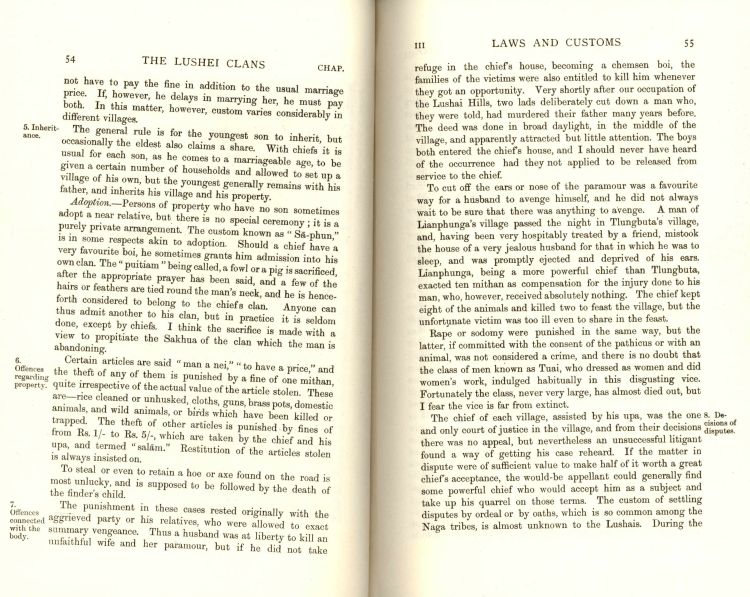 54 THE LUSHEI CLANS CHAP.
not have to pay the fine in addition to the usual marriage
price. If, however, he delays in marrying her, he must pay
both. In this matter, however, custom varies considerably in
different villages.
5. Inherit-
ance.
The general rule is for the youngest son to inherit, but
occasionally the eldest also claims a share. With chiefs it is
usual for each son, as he comes to a marriageable age, to be
given a certain number of households and allowed to set up a
village of his own, but the youngest generally remains with his
father, and inherits his village and his property.
Adoption.—Persons of property who have no son sometimes
adopt a near relative, but there is no special ceremony; it is a
purely private arrangement. The custom known as "Sā-phun,"
is in some respects akin to adoption. Should a chief have a
very favourite boi, he sometimes grants him admission into his
own clan. The "puitiam" being called, a fowl or a pig is sacrificed,
after the appropriate prayer has been said, and a few of the
hairs or feathers are tied round the man's neck, and he is hence-
forth considered to belong to the chief's clan. Anyone can
thus admit another to his clan, but in practice it is seldom
done, except by chiefs. I think the sacrifice is made with a
view to propitiate the Sakhua of the clan which the man is
abandoning.
6.
Offences
regarding
property.
Certain articles are said "man a nei," "to have a price," and
the theft of any of them is punished by a fine of one mithan,
quite irrespective of the actual value of the article stolen. These
are—rice cleaned or unhusked, cloths, guns, brass pots, domestic
animals, and wild animals, or birds which have been killed or
trapped. The theft of other articles is punished by fines of
from Rs. 1/- to Rs. 5/-, which are taken by the chief and his
upa, and termed "salām." Restitution of the articles stolen
is always insisted on.
To steal or even to retain a hoe or axe found on the road is
most unlucky, and is supposed to be followed by the death of
the finder's child.
7.
Offences
connected
with the
body.
The punishment in these cases rested originally with the
aggrieved party or his relatives, who were allowed to exact
summary vengeance. Thus a husband was at liberty to kill an
unfaithful wife and her paramour, but if he did not take
III LAWS AND CUSTOMS 55
refuge in the chief's house, becoming a chemsen boi, the
families of the victims were also entitled to kill him whenever
they got an opportunity. Very shortly after our occupation of
the Lushai Hills, two lads deliberately cut down a man who,
they were told, had murdered their father many years before.
The deed was done in broad daylight, in the middle of the
village, and apparently attracted but little attention. The boys
both entered the chief's house, and I should never have heard
of the occurrence had they not applied to be released from
service to the chief.
To cut off the ears or nose of the paramour was a favourite
way for a husband to avenge himself, and he did not always
wait to be sure that there was anything to avenge. A man of
Lianphunga's village passed the night in Tlungbuta's village,
and, having been very hospitably treated by a friend, mistook
the house of a very jealous husband for that in which he was to
sleep, and was promptly ejected and deprived of his ears.
Lianphunga, being a more powerful chief than Tlungbuta,
exacted ten mithan as compensation for the injury done to his
man, who, however, received absolutely nothing. The chief kept
eight of the animals and killed two to feast the village, but the
unfortunate victim was too ill even to share in the feast.
Rape or sodomy were punished in the same way, but the
latter, if committed with the consent of the pathicus or with an
animal, was not considered a crime, and there is no doubt that
the class of men known as Tuai, who dressed as women and did
women's work, indulged habitually in this disgusting vice.
Fortunately the class, never very large, has almost died out, but
I fear the vice is far from extinct.
The chief of each village, assisted by his upa, was the one
and only court of justice in the village, and from their decisions
there was no appeal, but nevertheless an unsuccessful litigant
found a way of getting his case reheard. If the matter in
dispute were of sufficient value to make half of it worth a great
chief's acceptance, the would-be appellant could generally find
some powerful chief who would accept him as a subject and
take up his quarrel on those terms. The custom of settling
disputes by ordeal or by oaths, which is so common among the
Naga tribes, is almost unknown to the Lushais. During the
8. De-
cisions of
disputes.